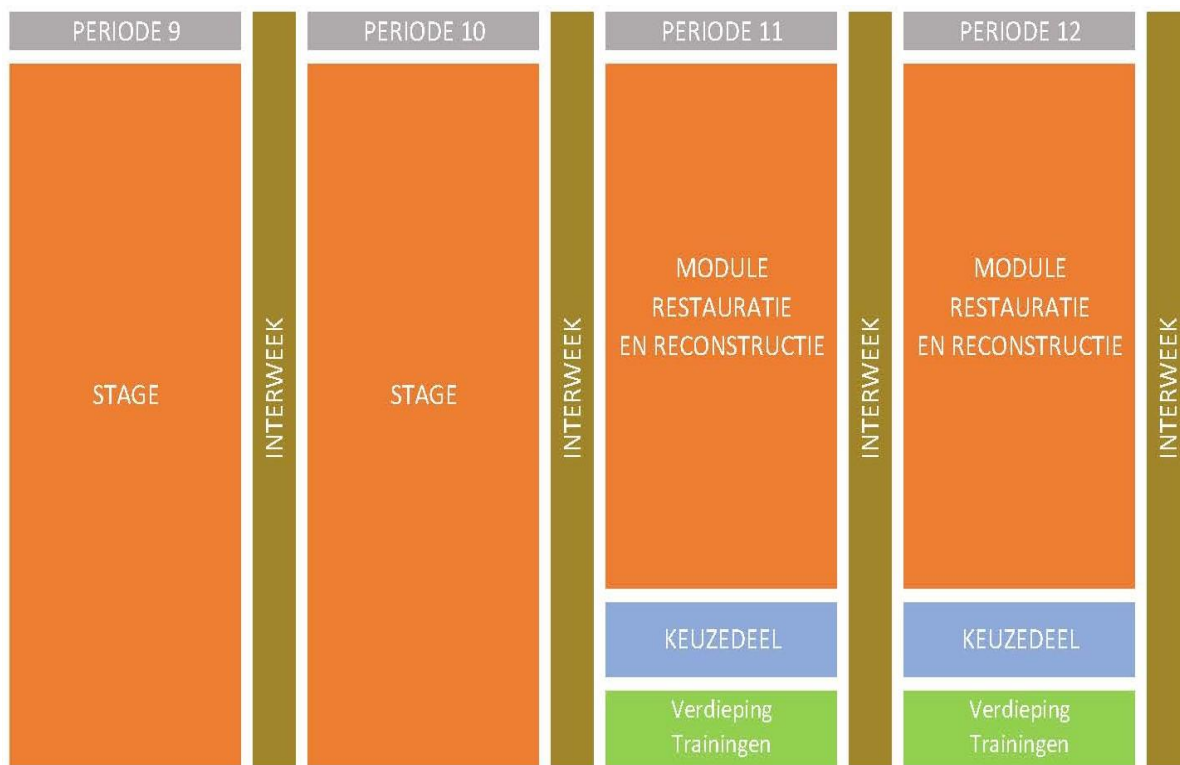 PERIODE 9
STAGE
INTERWEEK
PERIODE 10
STAGE
INTERWEEK
PERIODE 11
MODULE
RESTAURATIE
EN RECONSTRUCTIE
KEUZEDEEL
Verdieping
Trainingen
INTERWEEK
PERIODE 12
MODULE
RESTAURATIE
EN RECONSTRUCTIE
KEUZEDEEL
Verdieping
Trainingen
INTERWEEK